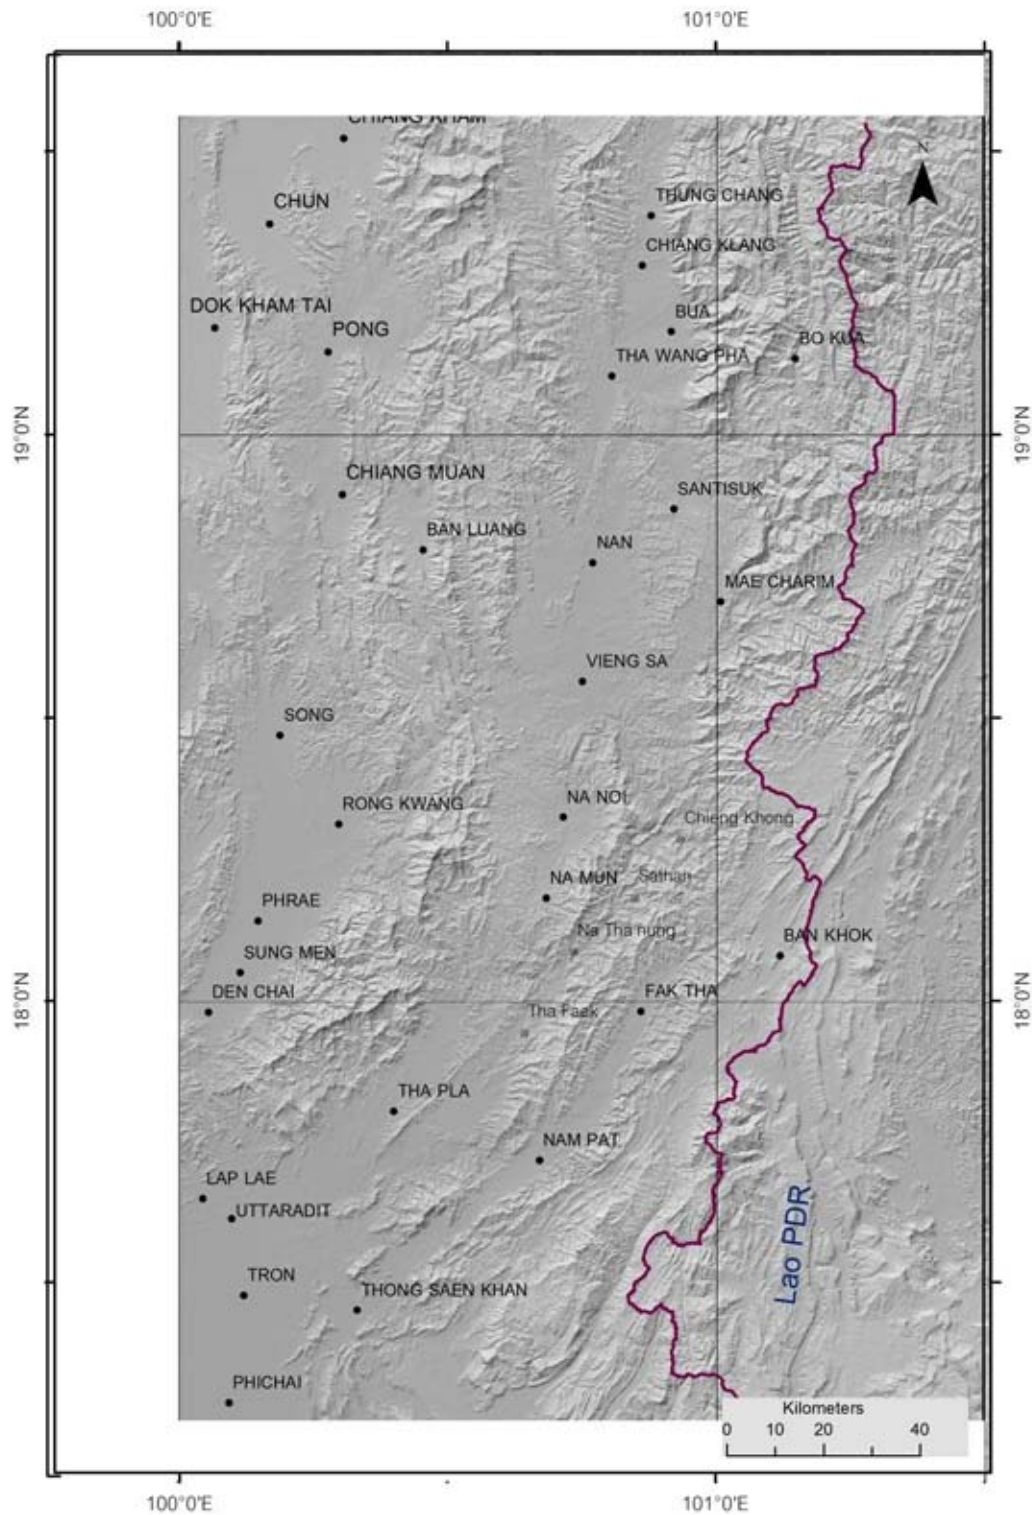 100°0'E
101°0'E
CHIANG KHAM
N
THUNG CHANG
CHUN
CHIANG KLANG
DOK KHAM TAI
BUA
PONG
BO KUA
THA WANG PHA
19°0'N
19°0'N
CHIANG MUAN
SANTISUK
BAN LUANG
NAN
MAE CHARIM
VIENG SA
SONG
NA NOI
RONG KWANG
Chieng Khong
Sathan
NA MUN
PHRAE
Na Tha nung
BAN KHOK
SUNG MEN
DEN CHAI
FAK THA
18°0'N
18°0'N
Tha Faek
THA PLA
NAM PAT
LAP LAE
UTTARADIT
Lao PDR
TRON
THONG SAEN KHAN
PHICHAI
Kilometers
0 10 20 40
100°0'E
101°0'E